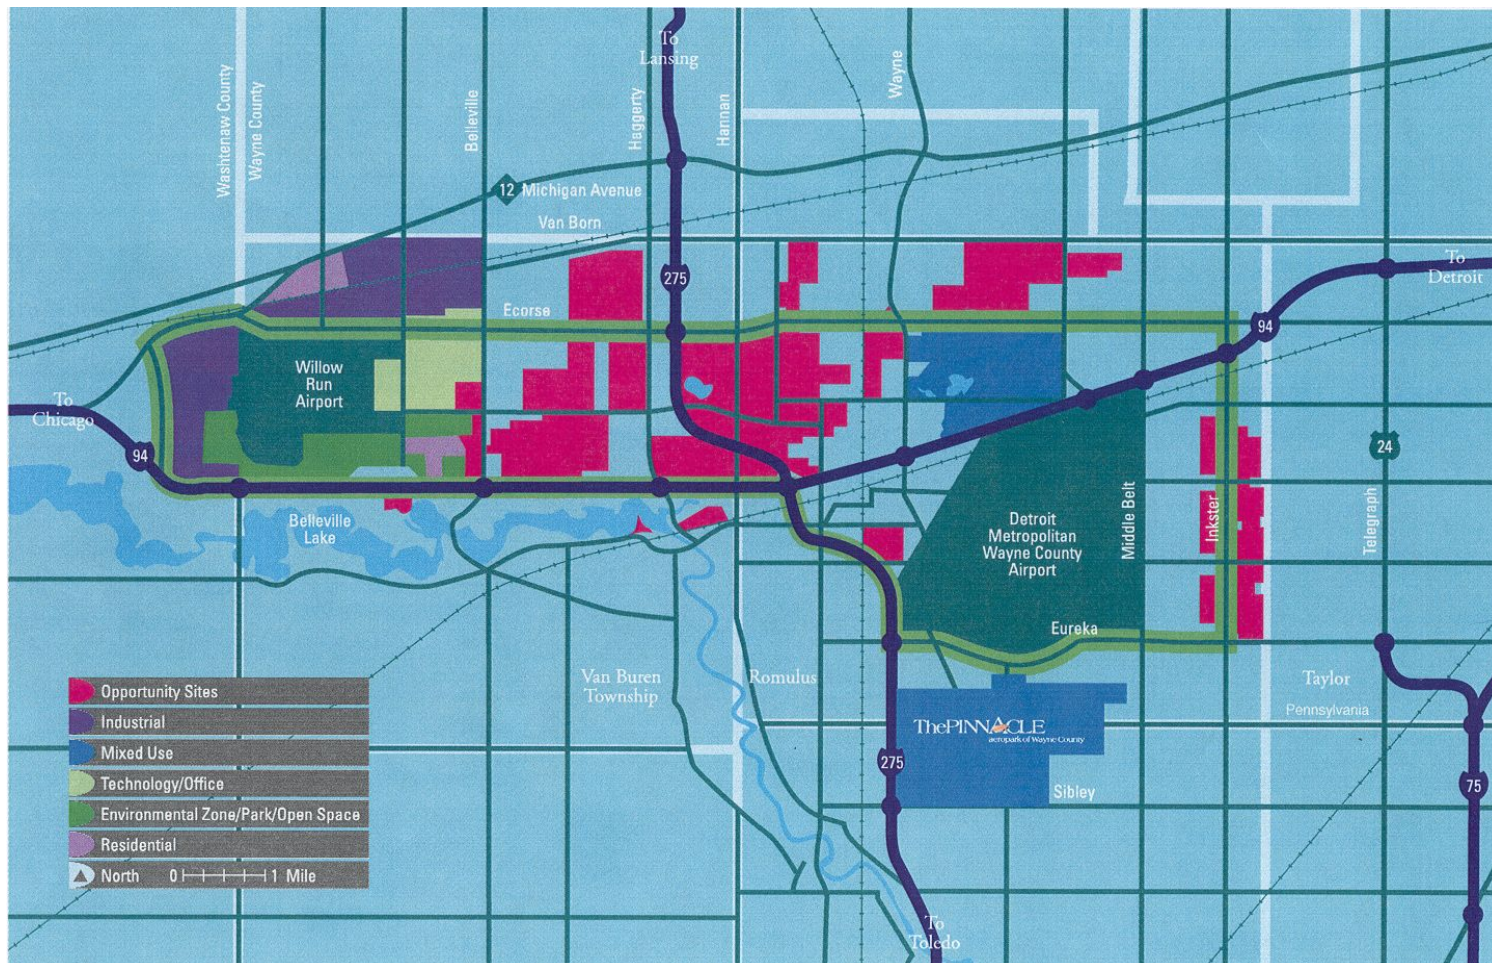 To
Lansing
Washtenaw County
Wayne County
Belleville
Haggerty
Hannan
Wayne
12 Michigan Avenue
Van Born
275
To
Detroit
Ecorse
94
Willow
Run
Airport
To
Chicago
94
24
Belleville
Lake
Detroit
Metropolitan
Wayne County
Airport
Middle Belt
Inkster
Telegraph
Eureka
Van Buren
Township
Romulus
Taylor
Pennsylvania
ThePINNACLE
aeropark of Wayne County
275
Sibley
75
Opportunity Sites
Industrial
Mixed Use
Technology/Office
Environmental Zone/Park/Open Space
Residential
North 0 1 Mile
To
Toledo